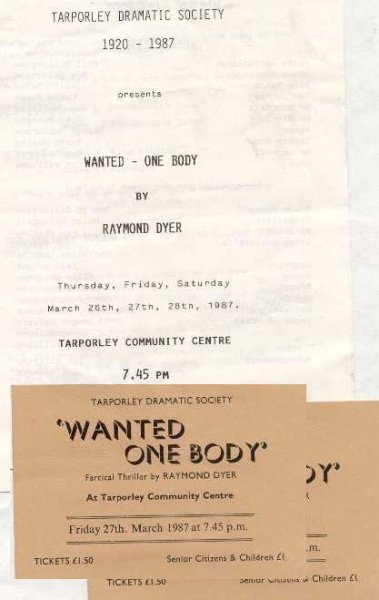 TARPORLEY DRAMATIC SOCIETY
1920 - 1987
presents
WANTED - ONE BODY
BY
RAYMOND DYER
Thursday, Friday, Saturday
March 26th, 27th, 28th, 1987.
TARPORLEY COMMUNITY CENTRE
7.45 PM
TARPORLEY DRAMATIC SOCIETY
'WANTED
ONE BODY'
Farcical Thriller by RAYMOND DYER
At Tarporley Community Centre
Friday 27th. March 1987 at 7.45 p.m.
TICKETS £1.50 Senior Citizens & Children £1
DY'
DYER
.m.
TICKETS £1.50 Senior Citizens & Children £1